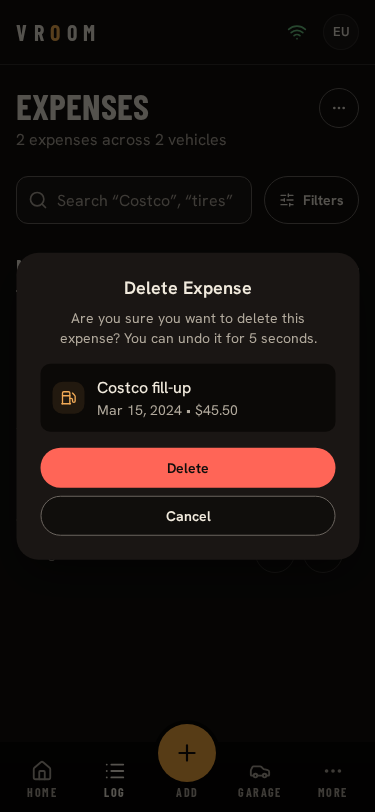 VROOM
EU
EXPENSES
2 expenses across 2 vehicles
Search “Costco”, “tires”
Filters
Delete Expense
Are you sure you want to delete this
expense? You can undo it for 5 seconds.
Costco fill-up
Mar 15, 2024 • $45.50
Delete
Cancel
HOME
LOG
ADD
GARAGE
MORE